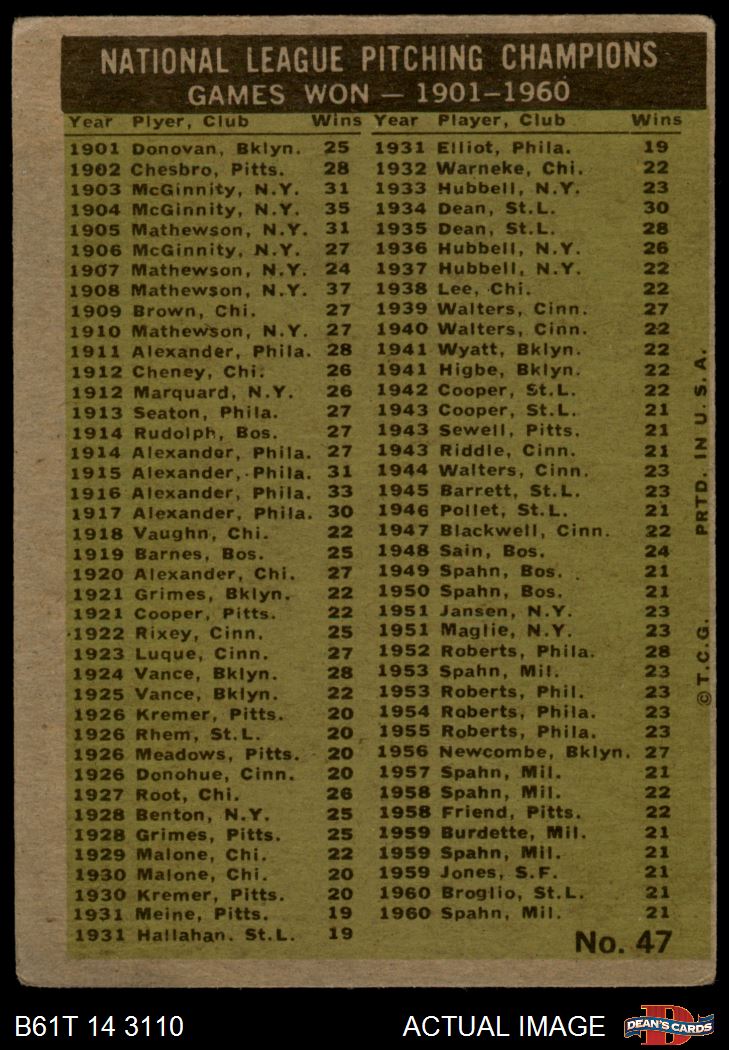 NATIONAL LEAGUE PITCHING CHAMPIONS
GAMES WON — 1901-1960
Year Plyer, Club Wins
1901 Donovan, Bklyn. 25
1902 Chesbro, Pitts. 28
1903 McGinnity, N.Y. 31
1904 McGinnity, N.Y. 35
1905 Mathewson, N.Y. 31
1906 McGinnity, N.Y. 27
1907 Mathewson, N.Y. 24
1908 Mathewson, N.Y. 37
1909 Brown, Chi. 27
1910 Mathewson, N.Y. 27
1911 Alexander, Phila. 28
1912 Cheney, Chi. 26
1912 Marquard, N.Y. 26
1913 Seaton, Phila. 27
1914 Rudolph, Bos. 27
1914 Alexander, Phila. 27
1915 Alexander, Phila. 31
1916 Alexander, Phila. 33
1917 Alexander, Phila. 30
1918 Vaughn, Chi. 22
1919 Barnes, Bos. 25
1920 Alexander, Chi. 27
1921 Grimes, Bklyn. 22
1921 Cooper, Pitts. 22
1922 Rixey, Cinn. 25
1923 Luque, Cinn. 27
1924 Vance, Bklyn. 28
1925 Vance, Bklyn. 22
1926 Kremer, Pitts. 20
1926 Rhem, St.L. 20
1926 Meadows, Pitts. 20
1926 Donohue, Cinn. 20
1927 Root, Chi. 26
1928 Benton, N.Y. 25
1928 Grimes, Pitts. 25
1929 Malone, Chi. 22
1930 Malone, Chi. 20
1930 Kremer, Pitts. 20
1931 Meine, Pitts. 19
1931 Hallahan. St.L. 19
Year Player, Club Wins
1931 Elliot, Phila. 19
1932 Warneke, Chi. 22
1933 Hubbell, N.Y. 23
1934 Dean, St.L. 30
1935 Dean, St.L. 28
1936 Hubbell, N.Y. 26
1937 Hubbell, N.Y. 22
1938 Lee, Chi. 22
1939 Walters, Cinn. 27
1940 Walters, Cinn. 22
1941 Wyatt, Bklyn. 22
1941 Higbe, Bklyn. 22
1942 Cooper, St.L. 22
1943 Cooper, St.L. 21
1943 Sewell, Pitts. 21
1943 Riddle, Cinn. 21
1944 Walters, Cinn. 23
1945 Barrett, St.L. 23
1946 Pollet, St.L. 21
1947 Blackwell, Cinn. 22
1948 Sain, Bos. 24
1949 Spahn, Bos. 21
1950 Spahn, Bos. 21
1951 Jansen, N.Y. 23
1951 Maglie, N.Y. 23
1952 Roberts, Phila. 28
1953 Spahn, Mil. 23
1953 Roberts, Phil. 23
1954 Roberts, Phila. 23
1955 Roberts, Phila. 23
1956 Newcombe, Bklyn. 27
1957 Spahn, Mil. 21
1958 Spahn, Mil. 22
1958 Friend, Pitts. 22
1959 Burdette, Mil. 21
1959 Spahn, Mil. 21
1959 Jones, S.F. 21
1960 Broglio, St.L. 21
1960 Spahn, Mil. 21
No. 47
©T.C.G. PRTD. IN U.S.A.
B61T 14 3110 ACTUAL IMAGE
DEAN'S CARDS